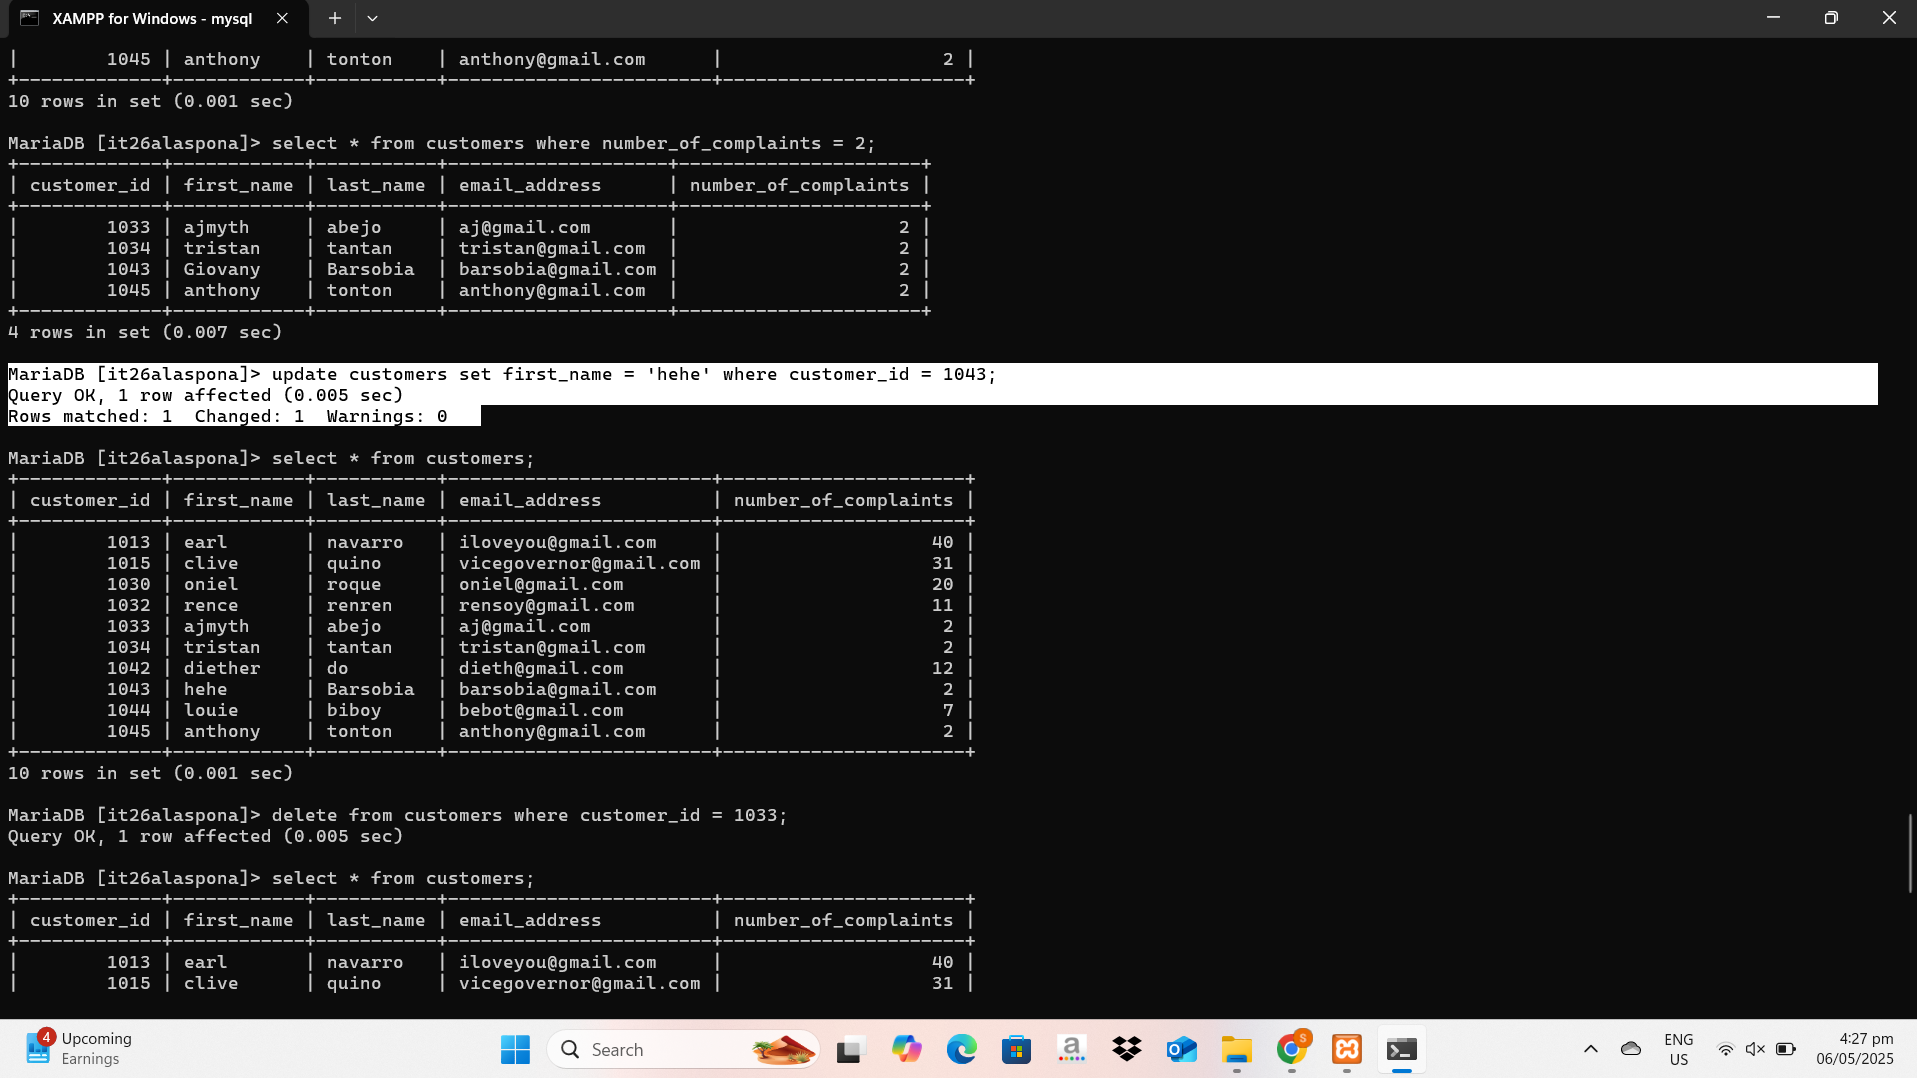 XAMPP for Windows - mysql
|        1045 | anthony    | tonton    | anthony@gmail.com      |                    2 |
+-------------+------------+-----------+------------------------+----------------------+
10 rows in set (0.001 sec)
MariaDB [it26alaspona]> select * from customers where number_of_complaints = 2;
+-------------+------------+-----------+--------------------+----------------------+
| customer_id | first_name | last_name | email_address      | number_of_complaints |
+-------------+------------+-----------+--------------------+----------------------+
|        1033 | ajmyth     | abejo     | aj@gmail.com       |                    2 |
|        1034 | tristan    | tantan    | tristan@gmail.com  |                    2 |
|        1043 | Giovany    | Barsobia  | barsobia@gmail.com |                    2 |
|        1045 | anthony    | tonton    | anthony@gmail.com  |                    2 |
+-------------+------------+-----------+--------------------+----------------------+
4 rows in set (0.007 sec)
MariaDB [it26alaspona]> update customers set first_name = 'hehe' where customer_id = 1043;
Query OK, 1 row affected (0.005 sec)
Rows matched: 1  Changed: 1  Warnings: 0
MariaDB [it26alaspona]> select * from customers;
+-------------+------------+-----------+------------------------+----------------------+
| customer_id | first_name | last_name | email_address          | number_of_complaints |
+-------------+------------+-----------+------------------------+----------------------+
|        1013 | earl       | navarro   | iloveyou@gmail.com     |                   40 |
|        1015 | clive      | quino     | vicegovernor@gmail.com |                   31 |
|        1030 | oniel      | roque     | oniel@gmail.com        |                   20 |
|        1032 | rence      | renren    | rensoy@gmail.com       |                   11 |
|        1033 | ajmyth     | abejo     | aj@gmail.com           |                    2 |
|        1034 | tristan    | tantan    | tristan@gmail.com      |                    2 |
|        1042 | diether    | do        | dieth@gmail.com        |                   12 |
|        1043 | hehe       | Barsobia  | barsobia@gmail.com     |                    2 |
|        1044 | louie      | biboy     | bebot@gmail.com        |                    7 |
|        1045 | anthony    | tonton    | anthony@gmail.com      |                    2 |
+-------------+------------+-----------+------------------------+----------------------+
10 rows in set (0.001 sec)
MariaDB [it26alaspona]> delete from customers where customer_id = 1033;
Query OK, 1 row affected (0.005 sec)
MariaDB [it26alaspona]> select * from customers;
+-------------+------------+-----------+------------------------+----------------------+
| customer_id | first_name | last_name | email_address          | number_of_complaints |
+-------------+------------+-----------+------------------------+----------------------+
|        1013 | earl       | navarro   | iloveyou@gmail.com     |                   40 |
|        1015 | clive      | quino     | vicegovernor@gmail.com |                   31 |
4
Upcoming
Earnings
Search
a
S
ENG
US
4:27 pm
06/05/2025